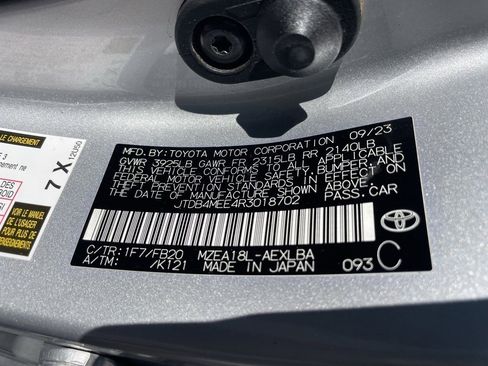 MFD. BY: TOYOTA MOTOR CORPORATION 09/23
GVWR 3925LB GAWR FR 2315LB RR 2140LB
THIS VEHICLE CONFORMS TO ALL APPLICABLE
FEDERAL MOTOR VEHICLE SAFETY, BUMPER, AND
THEFT PREVENTION STANDARDS IN EFFECT ON
THE DATE OF MANUFACTURE SHOWN ABOVE.
JTDB4MEE4R3018702 PASS. CAR
C/TR: 1F7/FB20 MZEA18L-AEXLBA
A/TM: /K121 MADE IN JAPAN 093 C
7 X 12U50